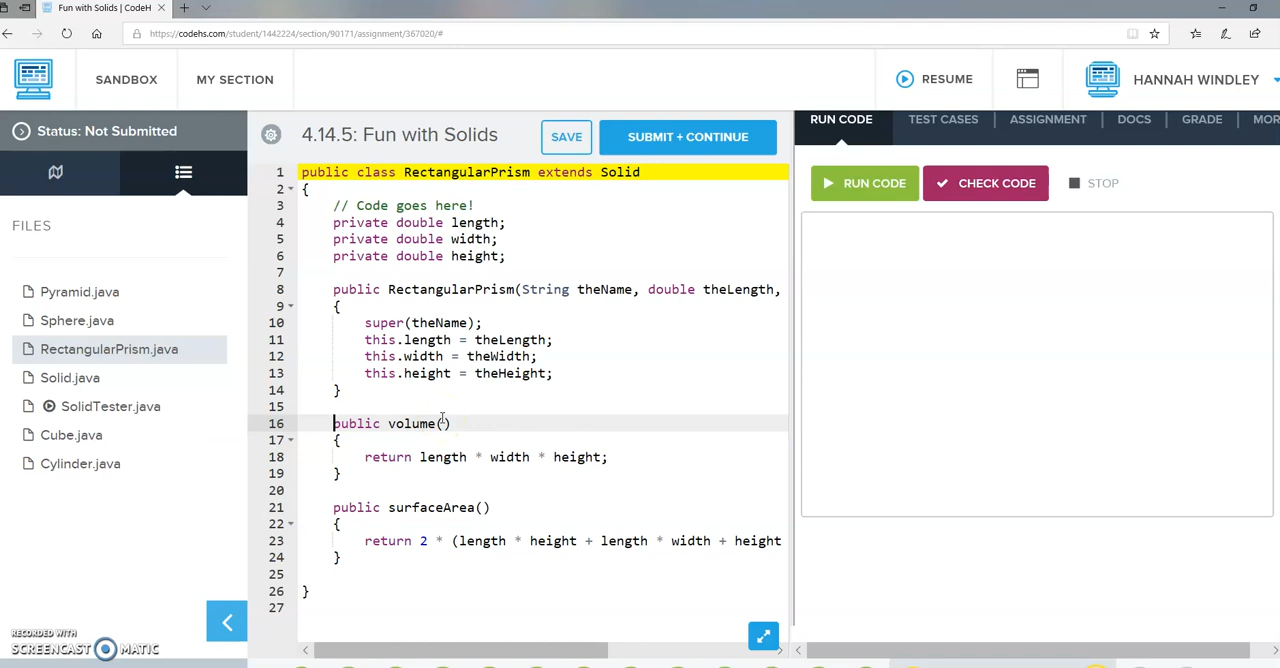 Fun with Solids | CodeH
https://codehs.com/student/1442224/section/90171/assignment/367020/#
SANDBOX
MY SECTION
RESUME
HANNAH WINDLEY
Status: Not Submitted
4.14.5: Fun with Solids
SAVE
SUBMIT + CONTINUE
RUN CODE
TEST CASES
ASSIGNMENT
DOCS
GRADE
MOR
RUN CODE
CHECK CODE
STOP
FILES
Pyramid.java
Sphere.java
RectangularPrism.java
Solid.java
SolidTester.java
Cube.java
Cylinder.java
1 public class RectangularPrism extends Solid
2 {
3 // Code goes here!
4 private double length;
5 private double width;
6 private double height;
7
8 public RectangularPrism(String theName, double theLength,
9 {
10 super(theName);
11 this.length = theLength;
12 this.width = theWidth;
13 this.height = theHeight;
14 }
15
16 public volume()
17 {
18 return length * width * height;
19 }
20
21 public surfaceArea()
22 {
23 return 2 * (length * height + length * width + height
24 }
25
26 }
27
RECORDED WITH
SCREENCAST MATIC